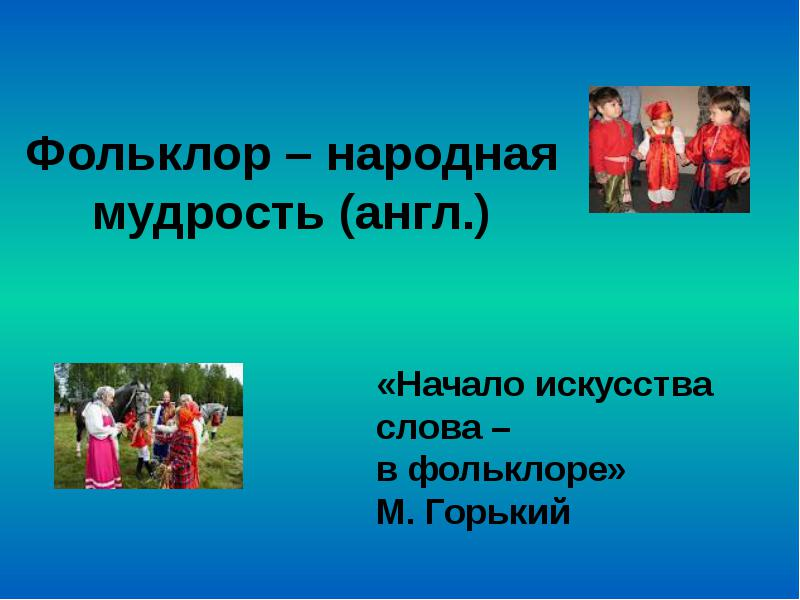 Фольклор – народная
мудрость (англ.)
«Начало искусства
слова –
в фольклоре»
М. Горький